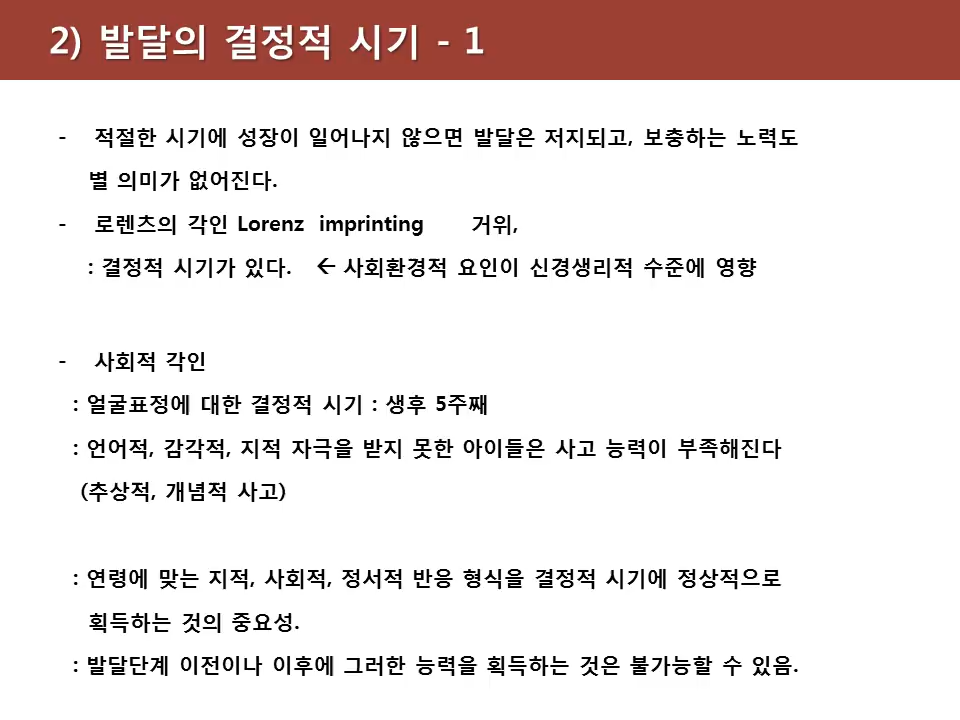 2) 발달의 결정적 시기 - 1
- 적절한 시기에 성장이 일어나지 않으면 발달은 저지되고, 보충하는 노력도
별 의미가 없어진다.
- 로렌츠의 각인 Lorenz imprinting 거위,
: 결정적 시기가 있다. ← 사회환경적 요인이 신경생리적 수준에 영향
- 사회적 각인
: 얼굴표정에 대한 결정적 시기 : 생후 5주째
: 언어적, 감각적, 지적 자극을 받지 못한 아이들은 사고 능력이 부족해진다
(추상적, 개념적 사고)
: 연령에 맞는 지적, 사회적, 정서적 반응 형식을 결정적 시기에 정상적으로
획득하는 것의 중요성.
: 발달단계 이전이나 이후에 그러한 능력을 획득하는 것은 불가능할 수 있음.